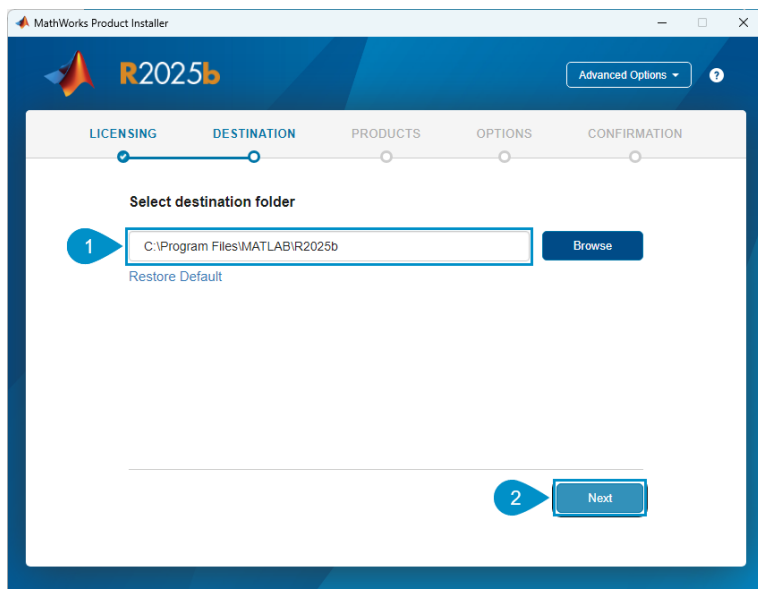 MathWorks Product Installer
R2025b
Advanced Options
?
LICENSING DESTINATION PRODUCTS OPTIONS CONFIRMATION
Select destination folder
1
C:\Program Files\MATLAB\R2025b
Browse
Restore Default
2
Next